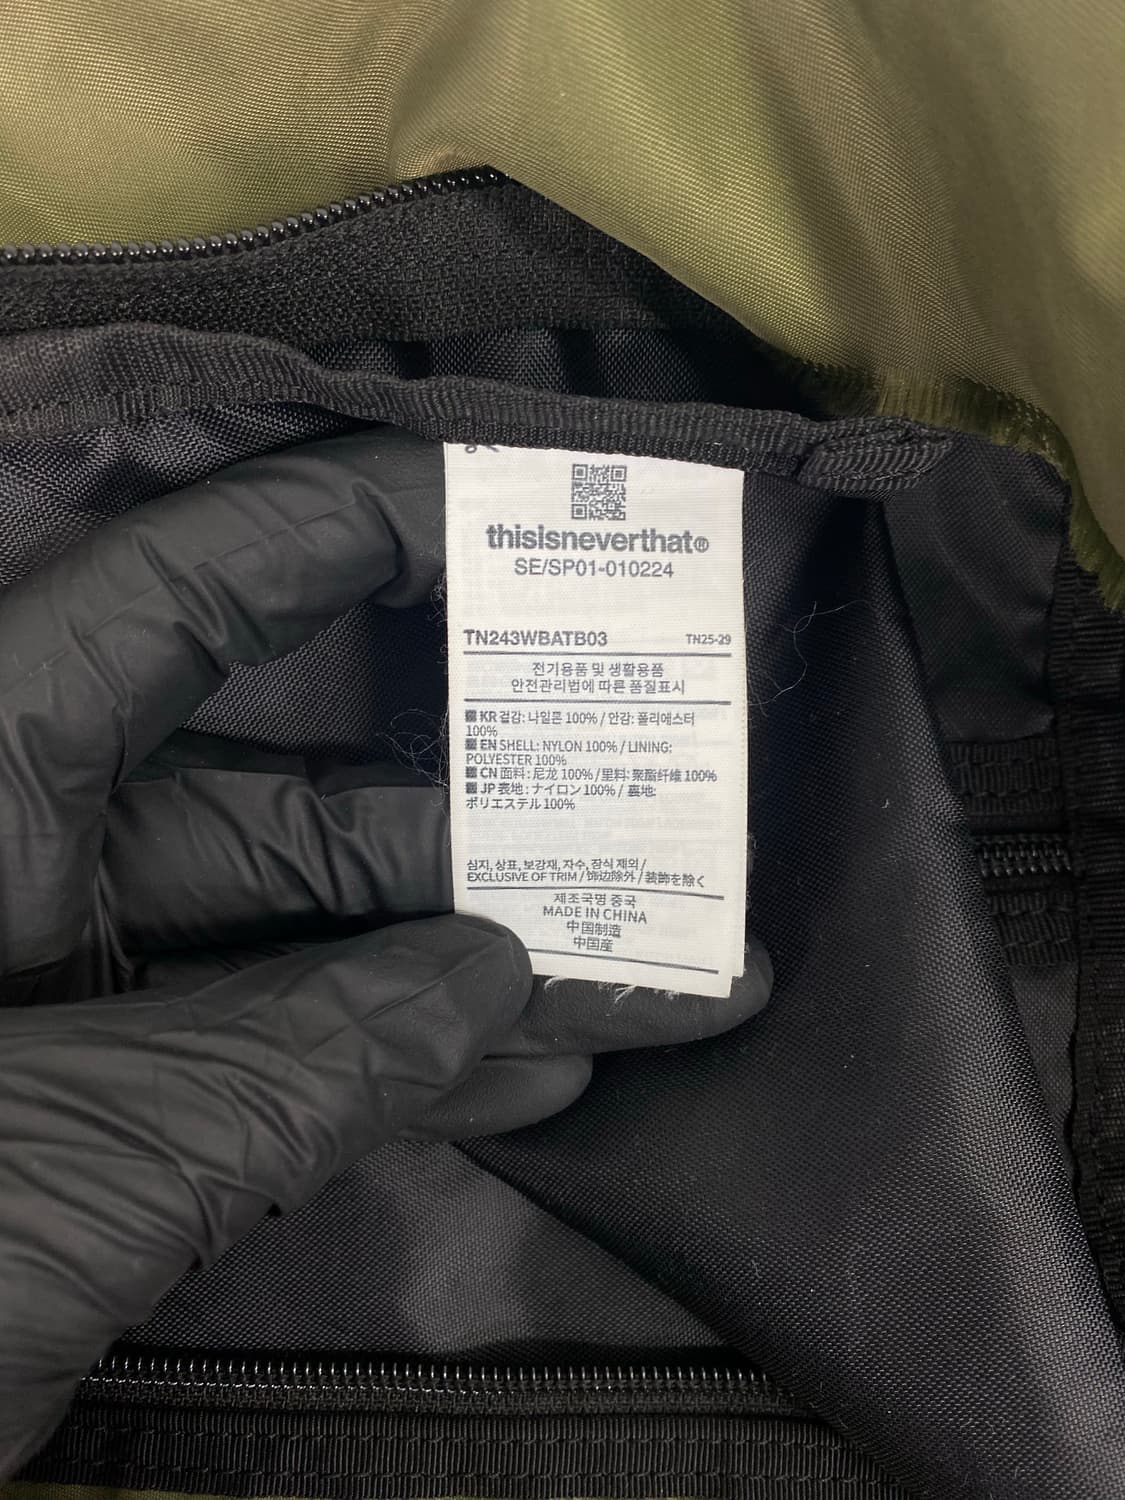 thisisneverthat®
SE/SP01-010224
TN243WBATB03 TN25-29
전기용품 및 생활용품
안전관리법에 따른 품질표시
KR 겉감: 나일론 100% / 안감: 폴리에스터
100%
EN SHELL: NYLON 100% / LINING:
POLYESTER 100%
CN 面料: 尼龙 100% / 里料: 聚酯纤维 100%
JP 表地 : ナイロン 100% / 裏地:
ポリエステル 100%
심지, 상표, 보강재, 자수, 장식 제외 /
EXCLUSIVE OF TRIM / 饰边除外 / 装飾を除く
제조국명 중국
MADE IN CHINA
中国制造
中国産